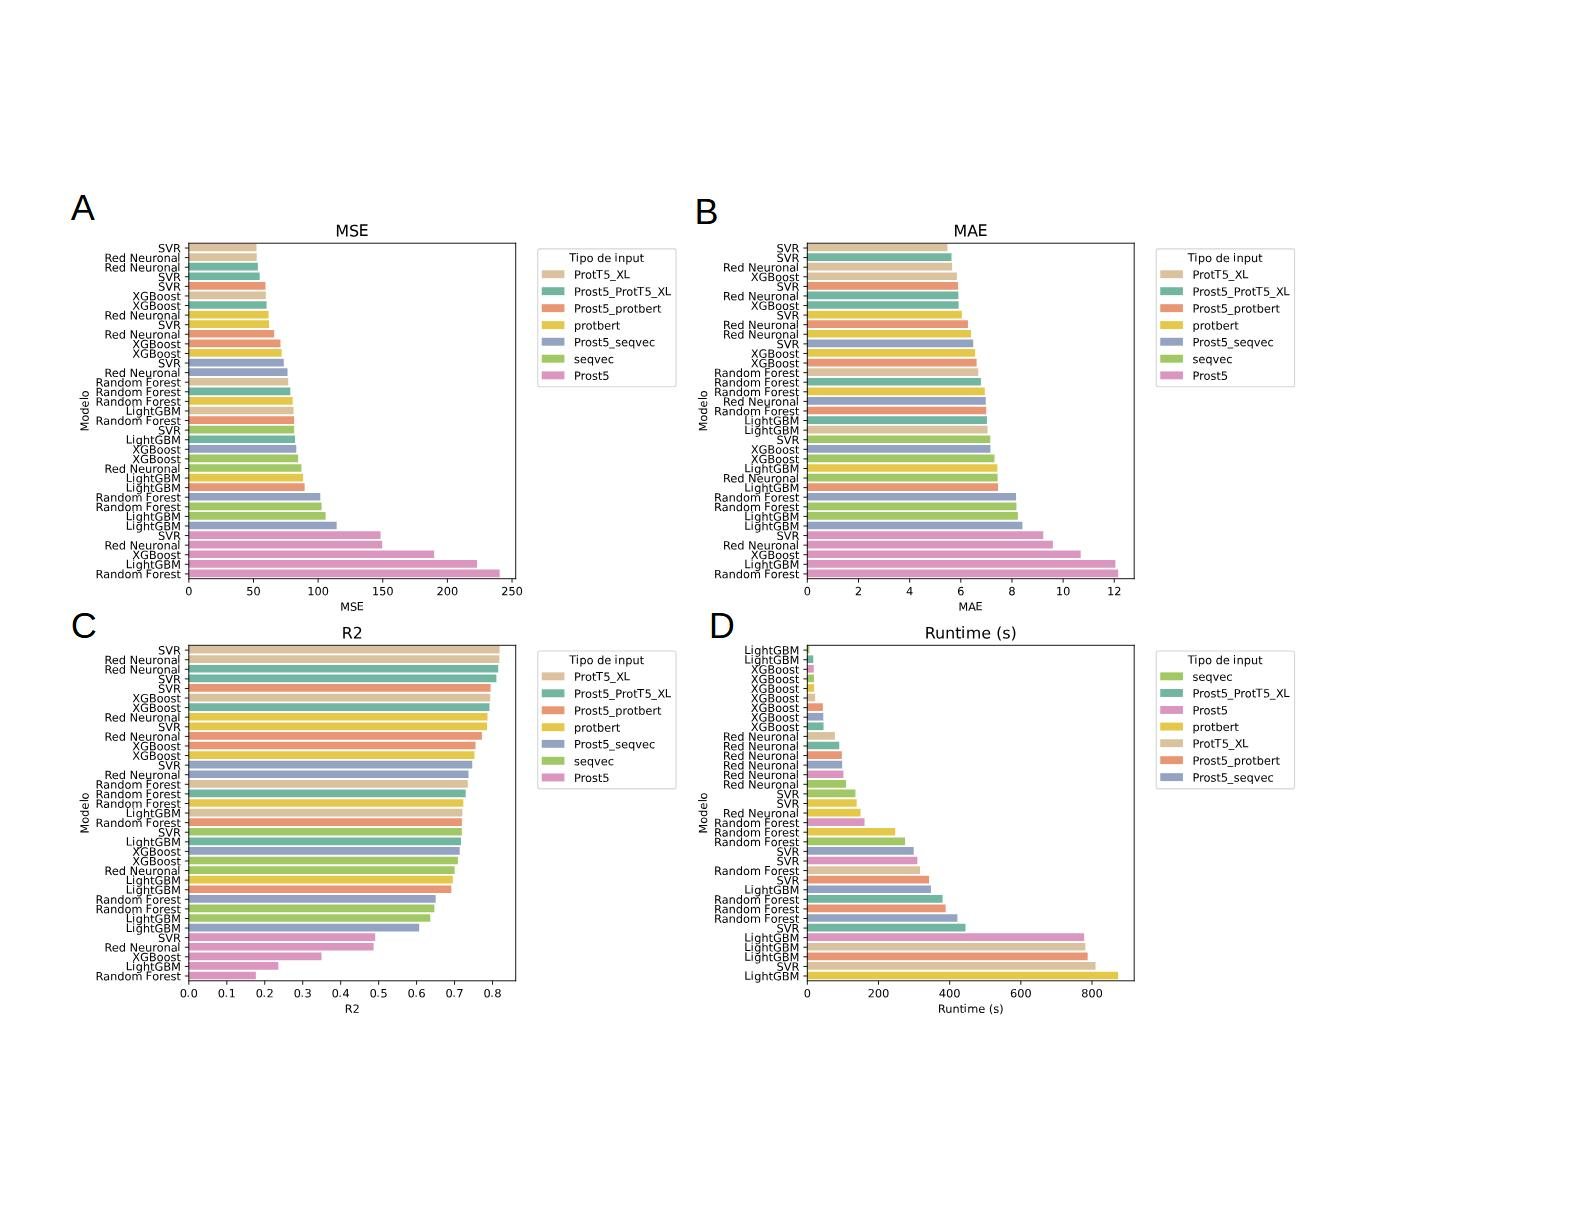 A
MSE
SVR
Red Neuronal
Red Neuronal
SVR
SVR
XGBoost
XGBoost
Red Neuronal
SVR
Red Neuronal
XGBoost
XGBoost
SVR
Red Neuronal
Random Forest
Random Forest
Random Forest
LightGBM
Random Forest
SVR
LightGBM
XGBoost
XGBoost
Red Neuronal
LightGBM
LightGBM
Random Forest
Random Forest
LightGBM
LightGBM
SVR
Red Neuronal
XGBoost
LightGBM
Random Forest
Modelo
0 50 100 150 200 250
MSE
Tipo de input
ProtT5_XL
Prost5_ProtT5_XL
Prost5_protbert
protbert
Prost5_seqvec
seqvec
Prost5
B
MAE
SVR
SVR
Red Neuronal
XGBoost
SVR
Red Neuronal
XGBoost
SVR
Red Neuronal
Red Neuronal
SVR
XGBoost
XGBoost
Random Forest
Random Forest
Random Forest
Red Neuronal
Random Forest
LightGBM
LightGBM
SVR
XGBoost
XGBoost
LightGBM
Red Neuronal
LightGBM
Random Forest
Random Forest
LightGBM
LightGBM
SVR
Red Neuronal
XGBoost
LightGBM
Random Forest
Modelo
0 2 4 6 8 10 12
MAE
Tipo de input
ProtT5_XL
Prost5_ProtT5_XL
Prost5_protbert
protbert
Prost5_seqvec
seqvec
Prost5
C
R2
SVR
Red Neuronal
Red Neuronal
SVR
SVR
XGBoost
XGBoost
Red Neuronal
SVR
Red Neuronal
XGBoost
XGBoost
SVR
Red Neuronal
Random Forest
Random Forest
Random Forest
LightGBM
Random Forest
SVR
LightGBM
XGBoost
XGBoost
Red Neuronal
LightGBM
LightGBM
Random Forest
Random Forest
LightGBM
LightGBM
SVR
Red Neuronal
XGBoost
LightGBM
Random Forest
Modelo
0.0 0.1 0.2 0.3 0.4 0.5 0.6 0.7 0.8
R2
Tipo de input
ProtT5_XL
Prost5_ProtT5_XL
Prost5_protbert
protbert
Prost5_seqvec
seqvec
Prost5
D
Runtime (s)
LightGBM
LightGBM
XGBoost
XGBoost
XGBoost
XGBoost
XGBoost
XGBoost
XGBoost
Red Neuronal
Red Neuronal
Red Neuronal
Red Neuronal
Red Neuronal
Red Neuronal
SVR
SVR
Red Neuronal
Random Forest
Random Forest
Random Forest
SVR
SVR
Random Forest
SVR
LightGBM
Random Forest
Random Forest
Random Forest
SVR
LightGBM
LightGBM
LightGBM
SVR
LightGBM
Modelo
0 200 400 600 800
Runtime (s)
Tipo de input
seqvec
Prost5_ProtT5_XL
Prost5
protbert
ProtT5_XL
Prost5_protbert
Prost5_seqvec